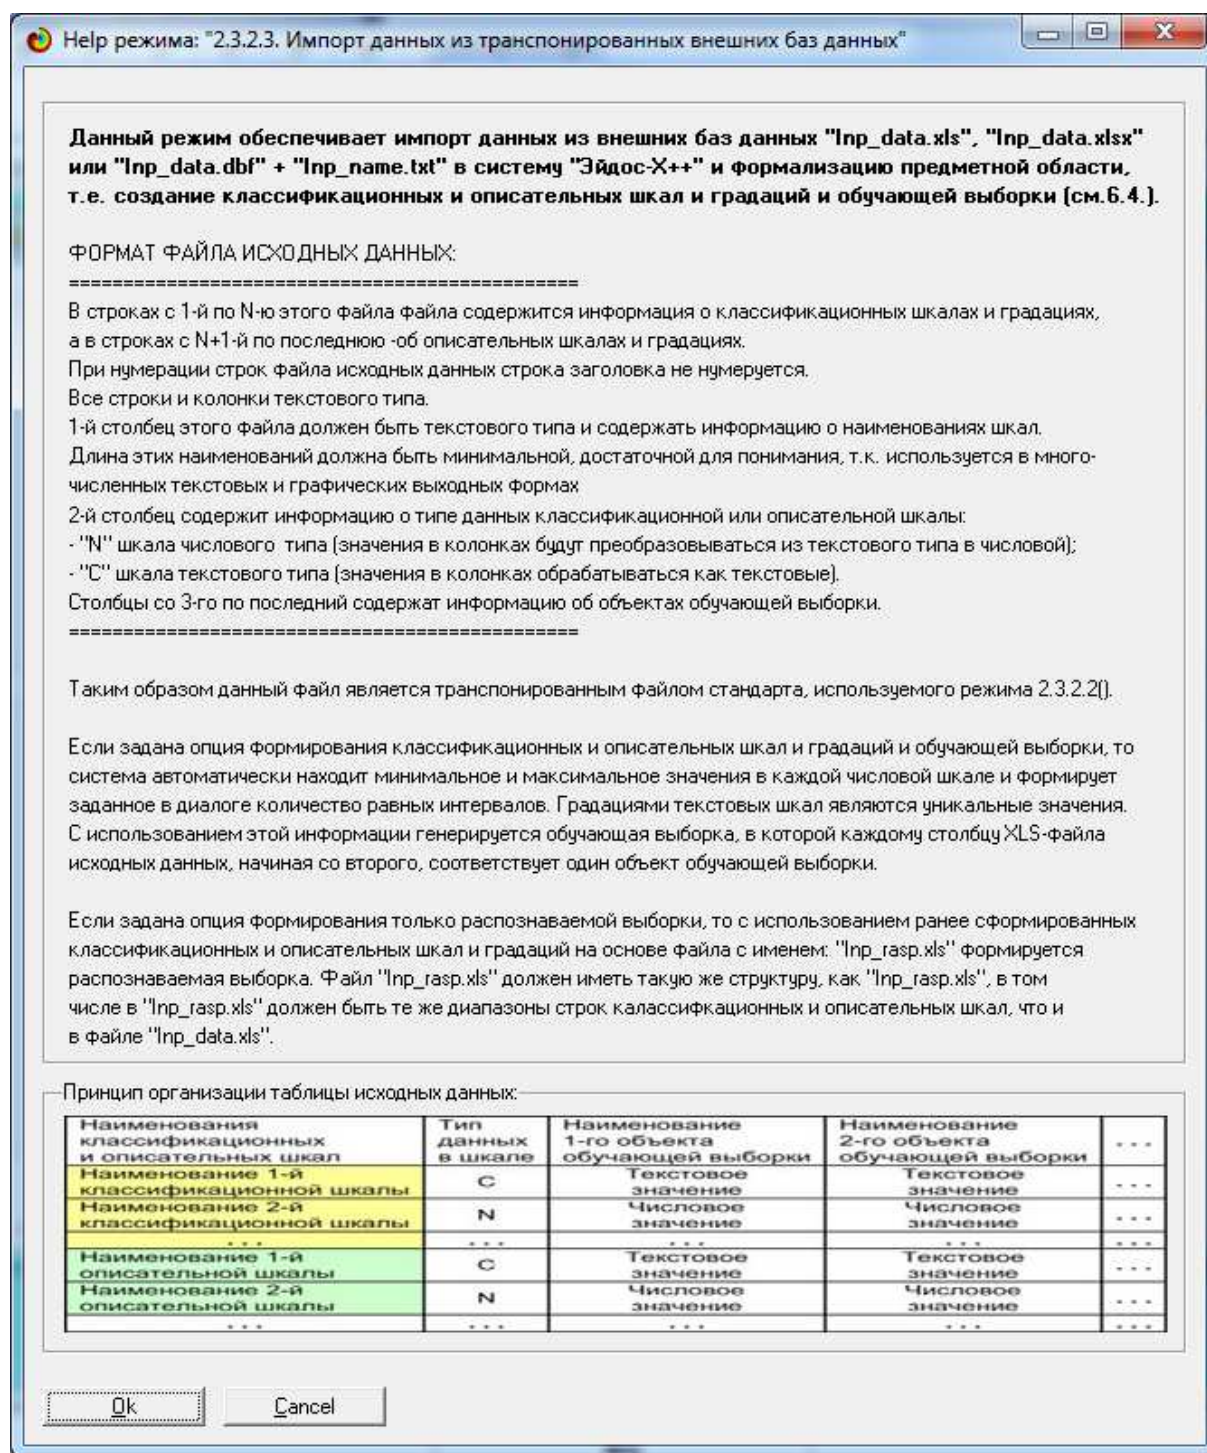 Help режима: "2.3.2.3. Импорт данных из транспонированных внешних баз данных"
Данный режим обеспечивает импорт данных из внешних баз данных "Inp_data.xls", "Inp_data.xlsx"
или "Inp_data.dbf" + "Inp_name.txt" в систему "Эйдос-X++" и формализацию предметной области,
т.е. создание классификационных и описательных шкал и градаций и обучающей выборки (см.6.4.).
ФОРМАТ ФАЙЛА ИСХОДНЫХ ДАННЫХ:
===============================================
В строках с 1-й по N-ю этого файла файла содержится информация о классификационных шкалах и градациях,
а в строках с N+1-й по последнюю -об описательных шкалах и градациях.
При нумерации строк файла исходных данных строка заголовка не нумеруется.
Все строки и колонки текстового типа.
1-й столбец этого файла должен быть текстового типа и содержать информацию о наименованиях шкал.
Длина этих наименований должна быть минимальной, достаточной для понимания, т.к. используется в много-
численных текстовых и графических выходных формах
2-й столбец содержит информацию о типе данных классификационной или описательной шкалы:
- "N" шкала числового  типа (значения в колонках будут преобразовываться из текстового типа в числовой);
- "C" шкала текстового типа (значения в колонках обрабатываться как текстовые).
Столбцы со 3-го по последний содержат информацию об объектах обучающей выборки.
===============================================
Таким образом данный файл является транспонированным файлом стандарта, используемого режима 2.3.2.2().
Если задана опция формирования классификационных и описательных шкал и градаций и обучающей выборки, то
система автоматически находит минимальное и максимальное значения в каждой числовой шкале и формирует
заданное в диалоге количество равных интервалов. Градациями текстовых шкал являются уникальные значения.
С использованием этой информации генерируется обучающая выборка, в которой каждому столбцу XLS-файла
исходных данных, начиная со второго, соответствует один объект обучающей выборки.
Если задана опция формирования только распознаваемой выборки, то с использованием ранее сформированных
классификационных и описательных шкал и градаций на основе файла с именем: "Inp_rasp.xls" формируется
распознаваемая выборка. Файл "Inp_rasp.xls" должен иметь такую же структуру, как "Inp_rasp.xls", в том
числе в "Inp_rasp.xls" должен быть те же диапазоны строк калассифкационных и описательных шкал, что и
в файле "Inp_data.xls".
Принцип организации таблицы исходных данных:
Наименования классификационных и описательных шкал Тип данных в шкале Наименование 1-го объекта обучающей выборки Наименование 2-го объекта обучающей выборки ...
Наименование 1-й классификационной шкалы C Текстовое значение Текстовое значение ...
Наименование 2-й классификационной шкалы N Числовое значение Числовое значение ...
... ... ... ... ...
Наименование 1-й описательной шкалы C Текстовое значение Текстовое значение ...
Наименование 2-й описательной шкалы N Числовое значение Числовое значение ...
... ... ... ... ...
Ok Cancel